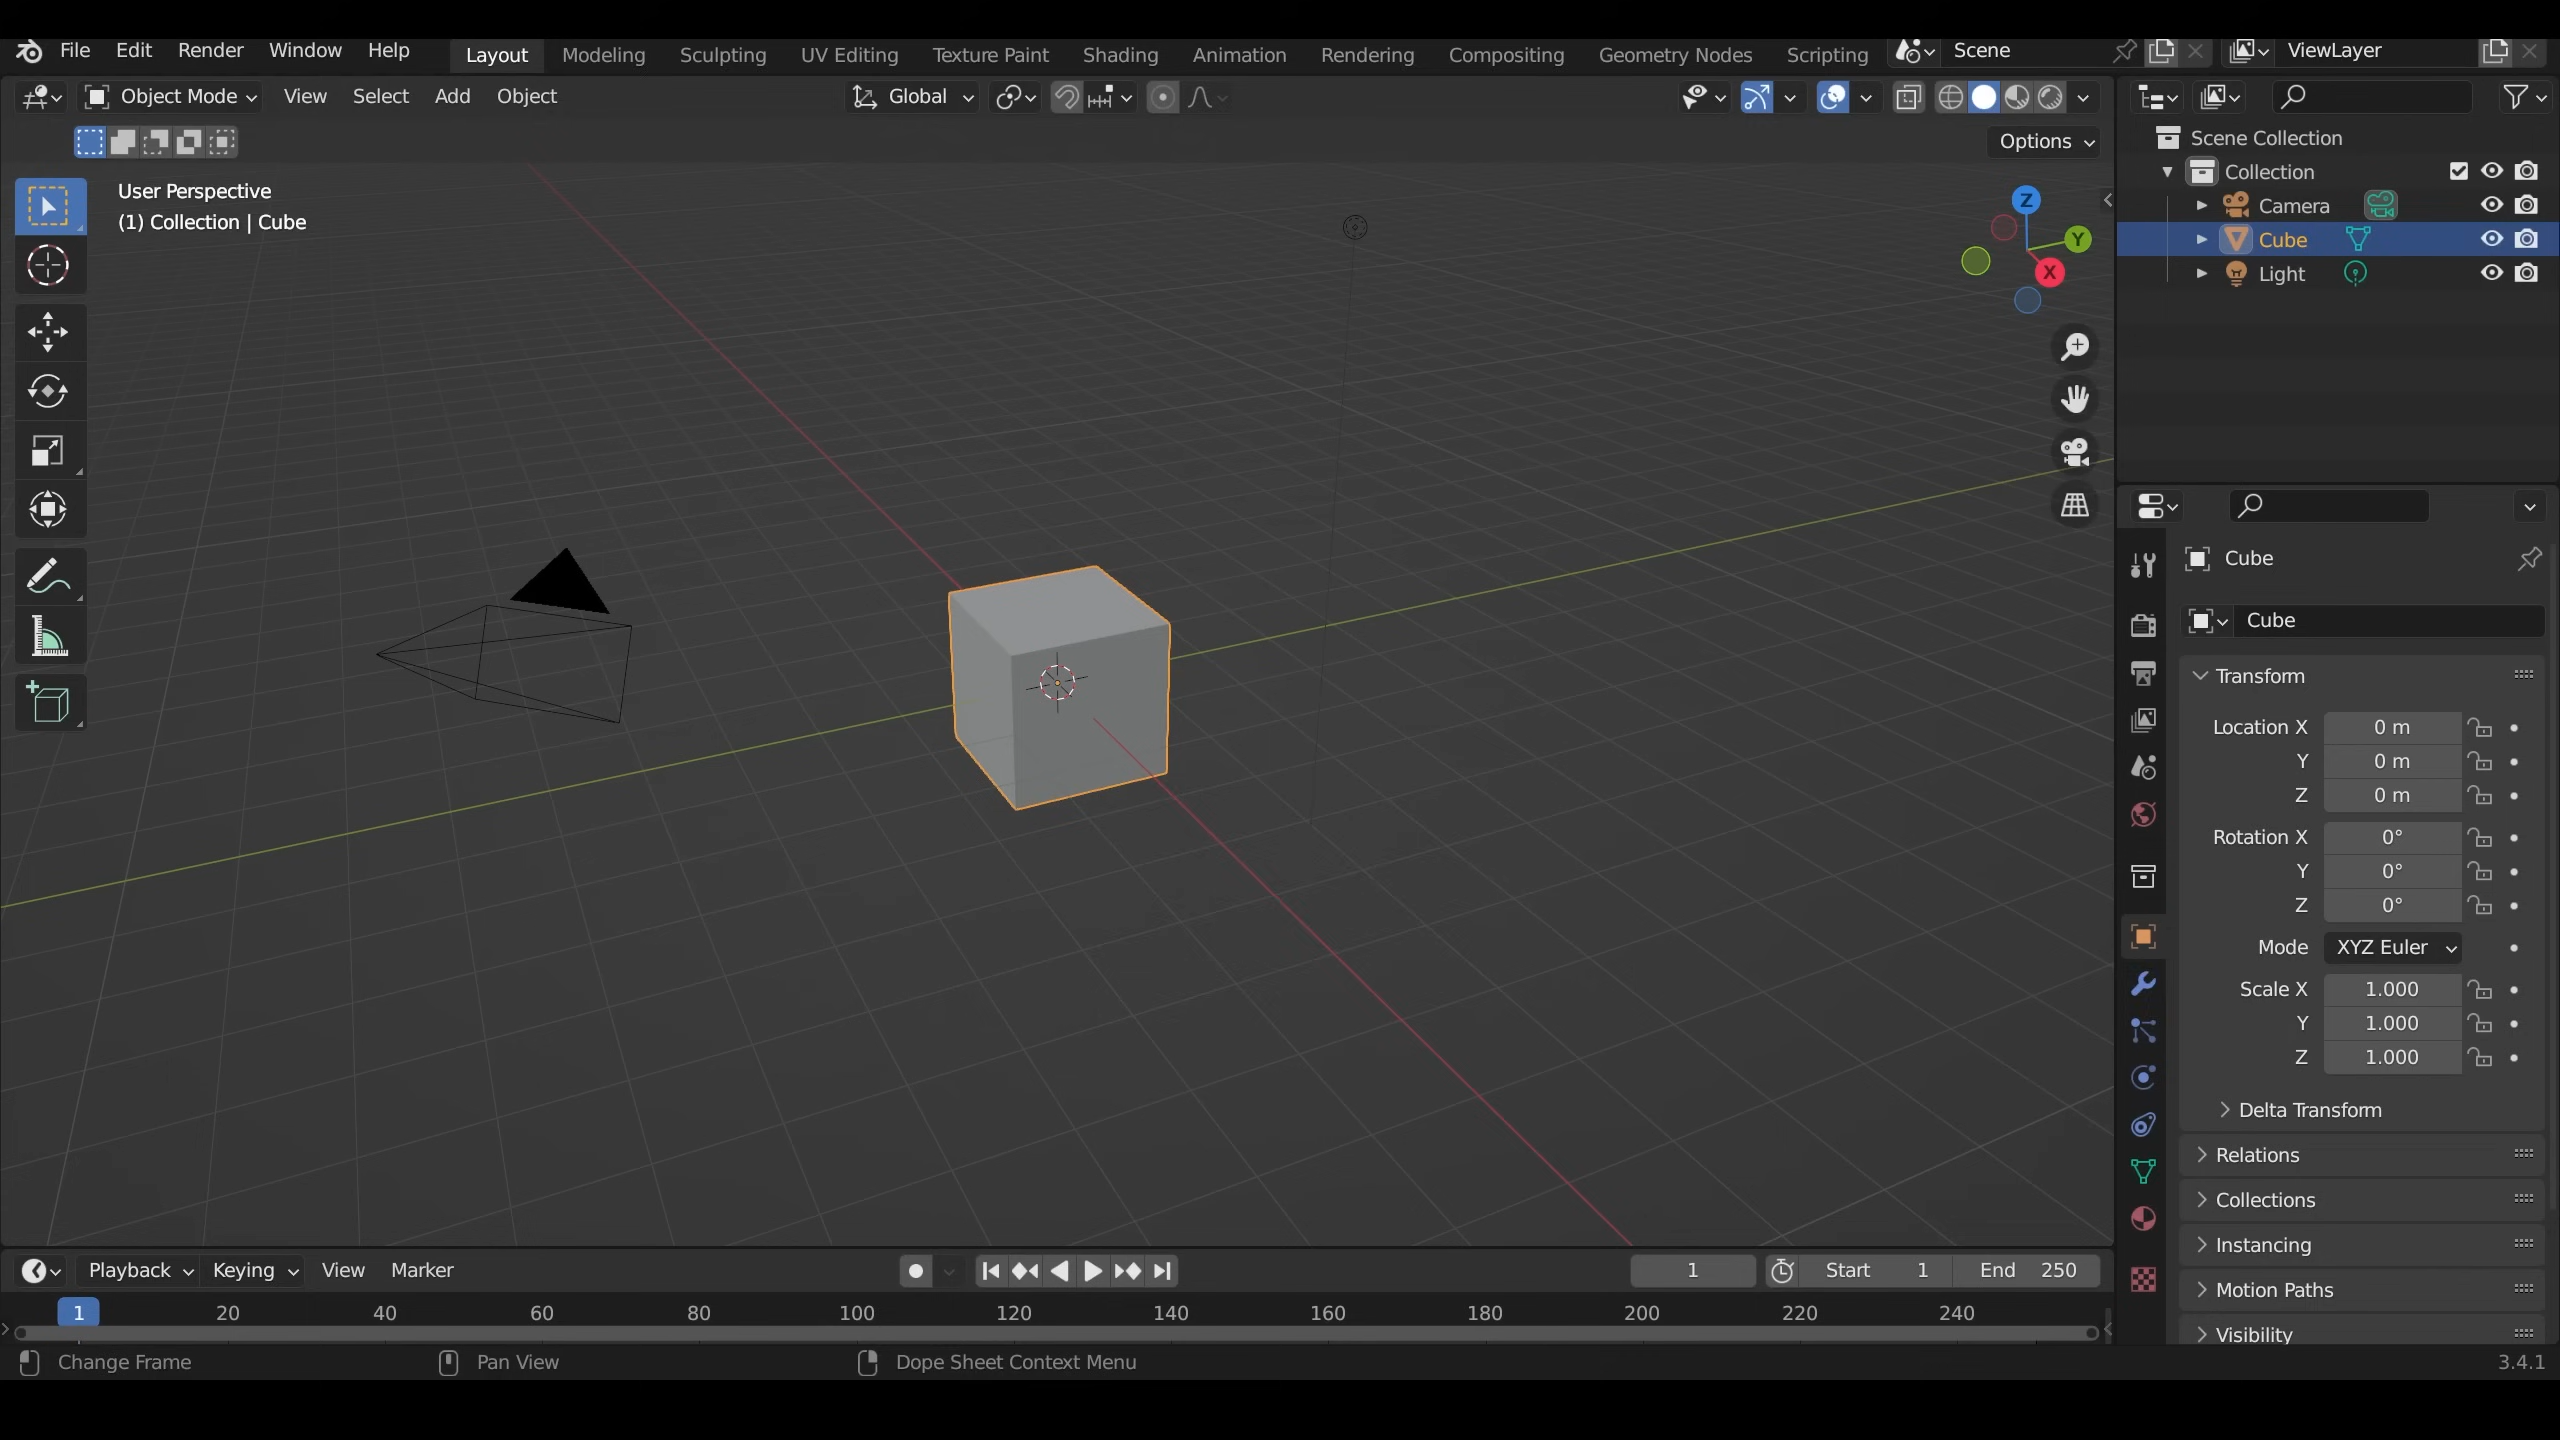 File Edit Render Window Help Layout Modeling Sculpting UV Editing Texture Paint Shading Animation Rendering Compositing Geometry Nodes Scripting Scene ViewLayer
Object Mode View Select Add Object Global
Options
User Perspective
(1) Collection | Cube
Z
Y
X
Scene Collection
Collection
Camera
Cube
Light
Cube
Cube
Transform
Location X 0 m
Y 0 m
Z 0 m
Rotation X 0°
Y 0°
Z 0°
Mode XYZ Euler
Scale X 1.000
Y 1.000
Z 1.000
Delta Transform
Relations
Collections
Instancing
Motion Paths
Visibility
Playback Keying View Marker 1 Start 1 End 250
1 20 40 60 80 100 120 140 160 180 200 220 240
Change Frame Pan View Dope Sheet Context Menu 3.4.1